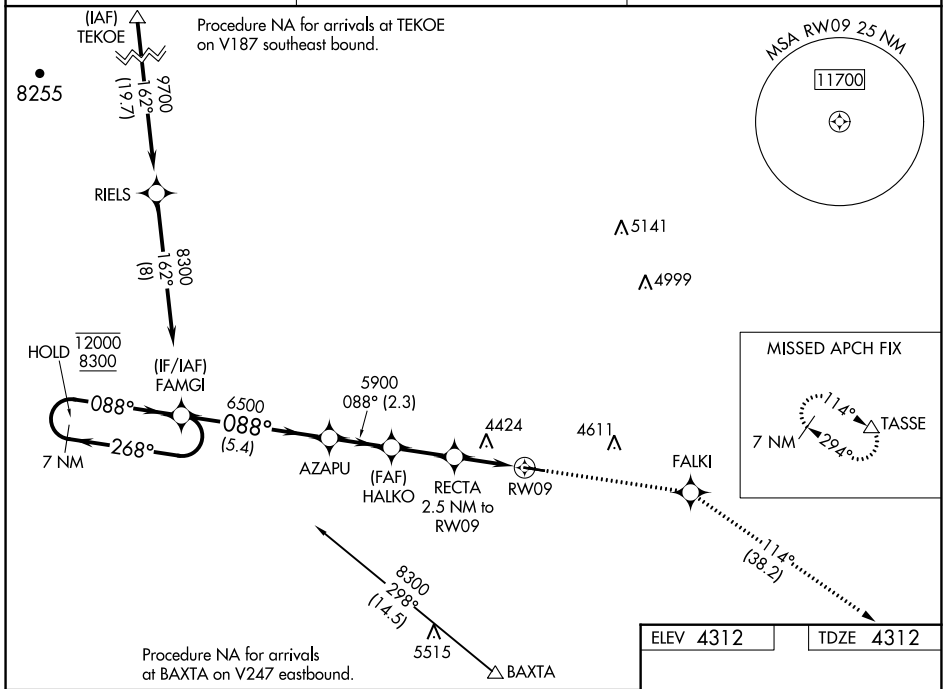 (IAF)
TEKOE
Procedure NA for arrivals at TEKOE
on V187 southeast bound.
MSA RW09 25 NM
11700
8255
9700
162°
(19.7)
RIELS
8300
162°
(8)
5141
4999
HOLD
12000
8300
(IF/IAF)
FAMGI
088°
268°
7 NM
6500
088°
(5.4)
5900
088° (2.3)
AZAPU
(FAF)
HALKO
RECTA
2.5 NM to
RW09
4424
RW09
4611
FALKI
114°
(38.2)
MISSED APCH FIX
114°
TASSE
7 NM
294°
8300
298°
(14.5)
5515
BAXTA
Procedure NA for arrivals
at BAXTA on V247 eastbound.
ELEV 4312
TDZE 4312